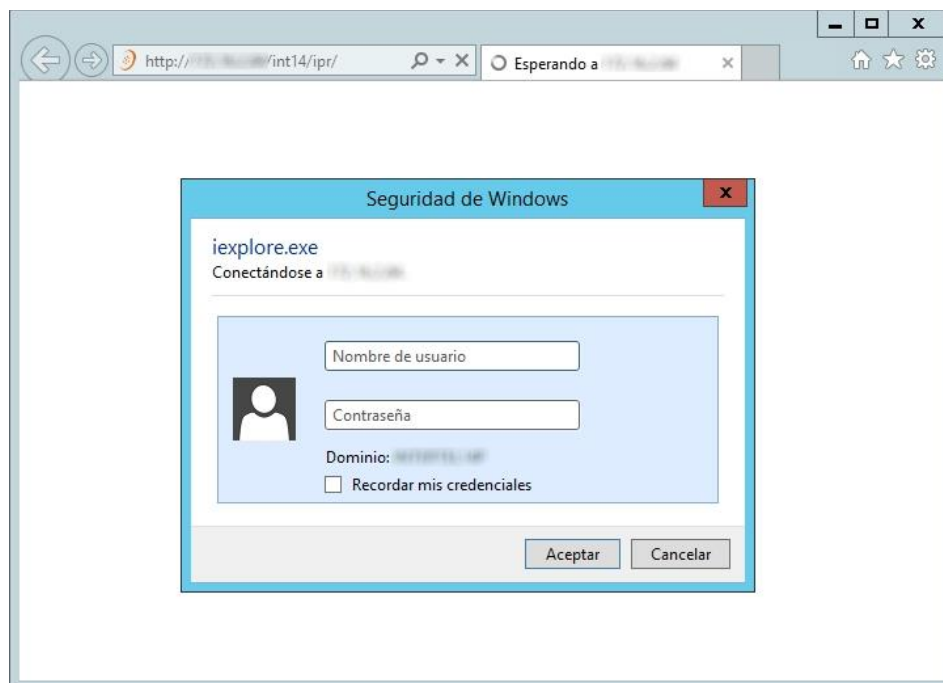 http:// /int14/ipr/
Esperando a
Seguridad de Windows
iexplore.exe
Conectándose a
Nombre de usuario
Contraseña
Dominio:
Recordar mis credenciales
Aceptar Cancelar